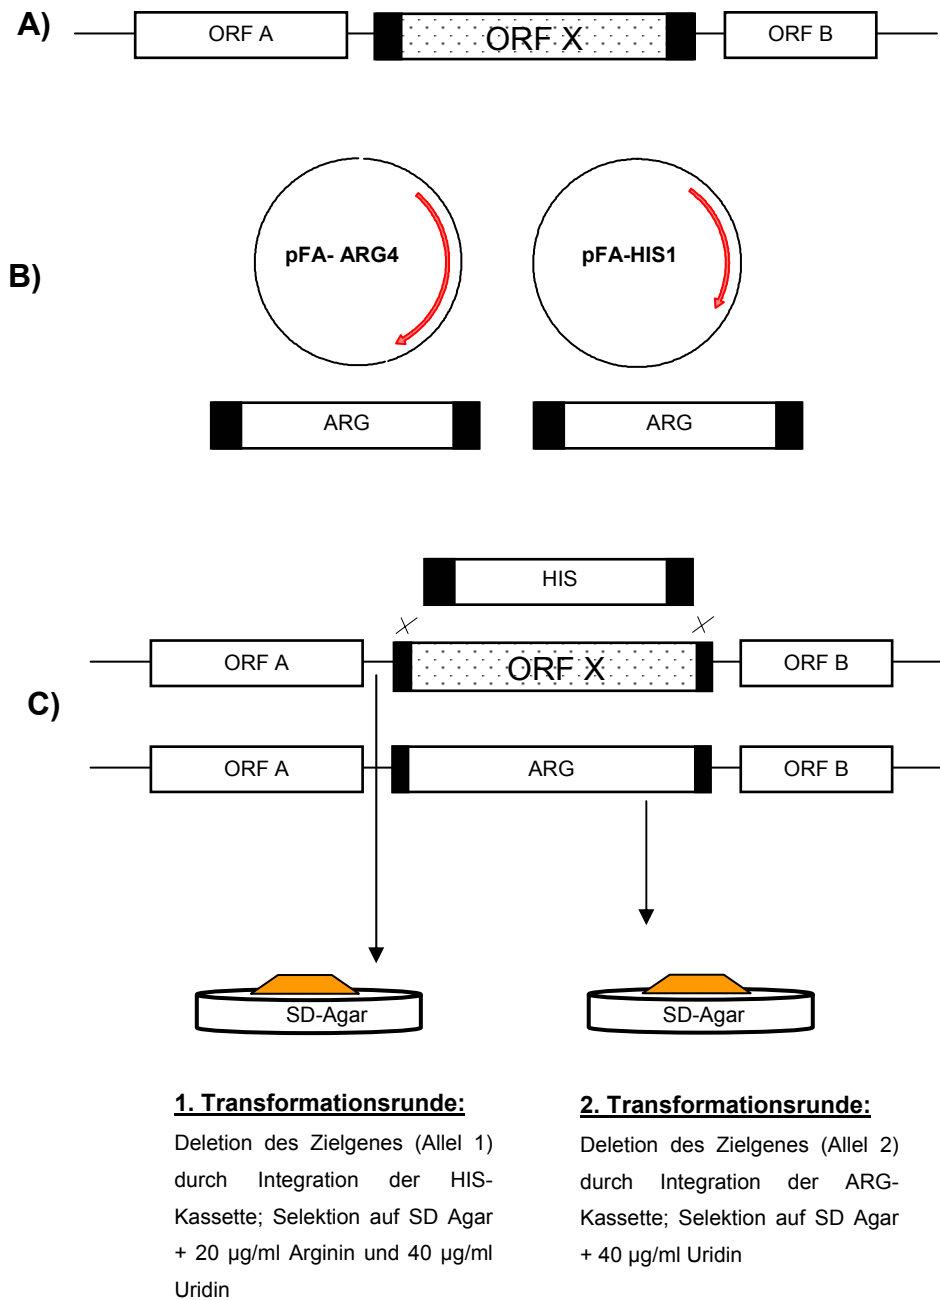 A)
ORF A
ORF X
ORF B
B)
pFA- ARG4
pFA-HIS1
ARG
ARG
HIS
C)
ORF A
ORF X
ORF B
ORF A
ARG
ORF B
SD-Agar
SD-Agar
1. Transformationsrunde:
Deletion des Zielgenes (Allel 1)
durch Integration der HIS-
Kassette; Selektion auf SD Agar
+ 20 µg/ml Arginin und 40 µg/ml
Uridin
2. Transformationsrunde:
Deletion des Zielgenes (Allel 2)
durch Integration der ARG-
Kassette; Selektion auf SD Agar
+ 40 µg/ml Uridin